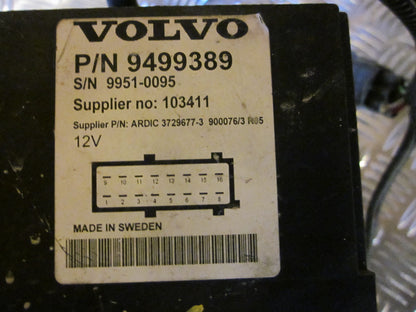 VOLVO
P/N 9499389
S/N 9951-0095
Supplier no: 103411
Supplier P/N: ARDIC 3729677-3 900076/3 R05
12V
9 10 11 12 13 14 15 16
1 2 3 4 5 6 7 8
MADE IN SWEDEN